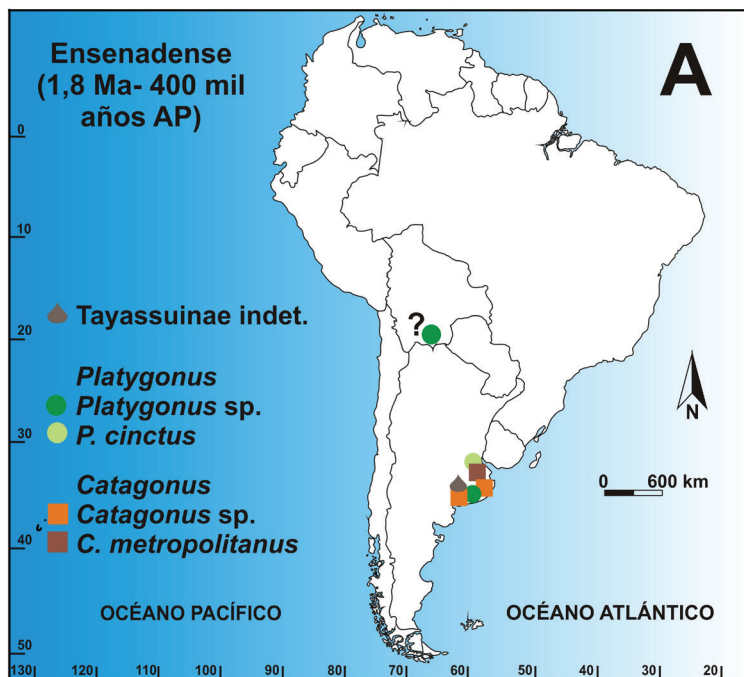 Ensenadense
(1,8 Ma- 400 mil
años AP)
A
0
10
20
30
40
50
Tayassuinae indet.
Platygonus
Platygonus sp.
P. cinctus
Catagonus
Catagonus sp.
C. metropolitanus
?
N
0 600 km
OCÉANO PACÍFICO
OCÉANO ATLÁNTICO
130 120 110 100 90 80 70 60 50 40 30 20